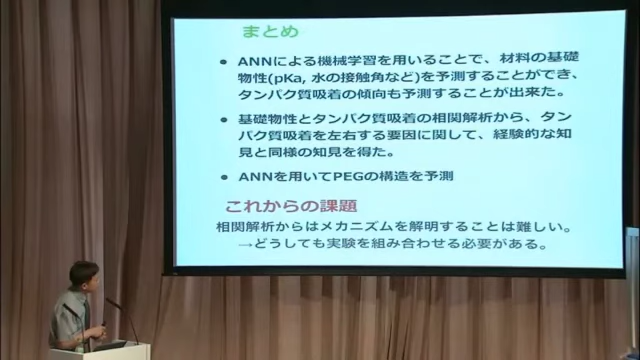 まとめ
● ANNによる機械学習を用いることで、材料の基礎
物性(pKa, 水の接触角など)を予測することができ、
タンパク質吸着の傾向も予測することが出来た。
● 基礎物性とタンパク質吸着の相関解析から、タン
パク質吸着を左右する要因に関して、経験的な知
見と同様の知見を得た。
● ANNを用いてPEGの構造を予測
これからの課題
相関解析からはメカニズムを解明することは難しい。
→どうしても実験を組み合わせる必要がある。